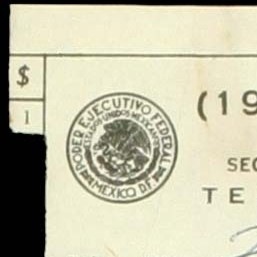 $
1
PODER EJECUTIVO FEDERAL
ESTADOS UNIDOS MEXICANOS
MEXICO D.F.
(19
SEC
TE